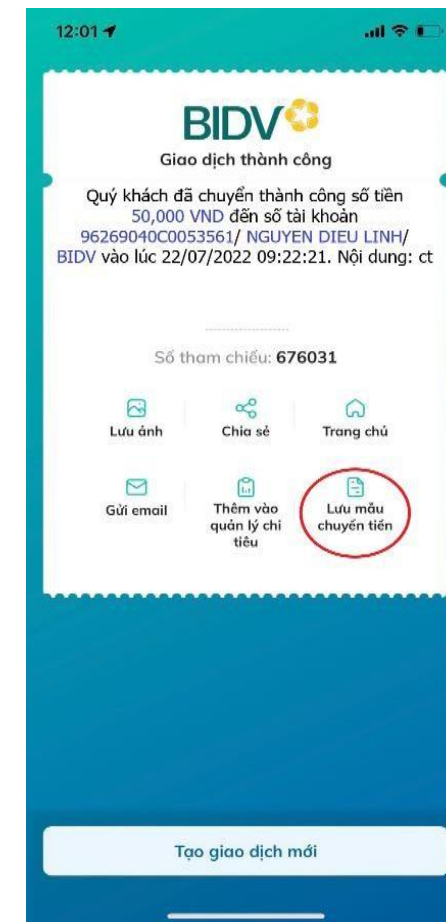 12:01
BIDV
Giao dịch thành công
Quý khách đã chuyển thành công số tiền
50,000 VND đến số tài khoản
96269040C0053561/ NGUYEN DIEU LINH/
BIDV vào lúc 22/07/2022 09:22:21. Nội dung: ct
Số tham chiếu: 676031
Lưu ảnh
Chia sẻ
Trang chủ
Gửi email
Thêm vào
quản lý chi
tiêu
Lưu mẫu
chuyển tiền
Tạo giao dịch mới